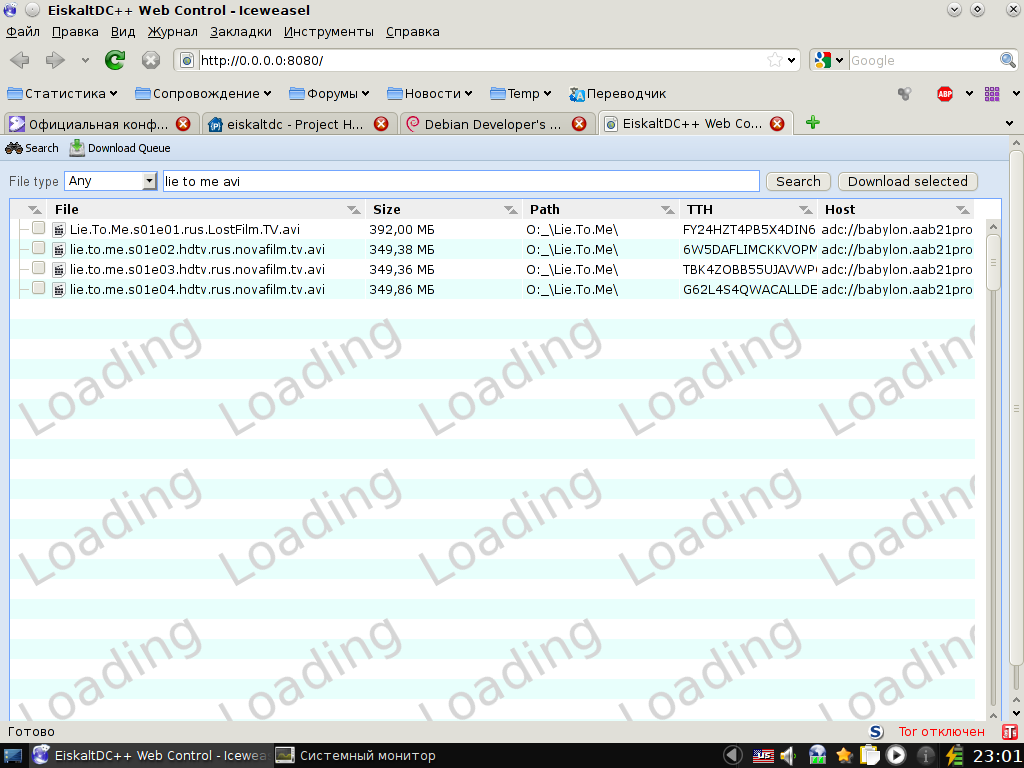 EiskaltDC++ Web Control - Iceweasel
Файл Правка Вид Журнал Закладки Инструменты Справка
http://0.0.0.0:8080/ Google
Статистика Сопровождение Форумы Новости Temp Переводчик ABP
Официальная конф... eiskaltdc - Project H... Debian Developer's ... EiskaltDC++ Web Co...
Search Download Queue
File type Any lie to me avi Search Download selected
File Size Path TTH Host
Lie.To.Me.s01e01.rus.LostFilm.TV.avi 392,00 МБ O:_\Lie.To.Me\ FY24HZT4PB5X4DIN6 adc://babylon.aab21pro
lie.to.me.s01e02.hdtv.rus.novafilm.tv.avi 349,38 МБ O:_\Lie.To.Me\ 6W5DAFLIMCKKVOPM adc://babylon.aab21pro
lie.to.me.s01e03.hdtv.rus.novafilm.tv.avi 349,36 МБ O:_\Lie.To.Me\ TBK4ZOBB55UJAVWP adc://babylon.aab21pro
lie.to.me.s01e04.hdtv.rus.novafilm.tv.avi 349,86 МБ O:_\Lie.To.Me\ G62L4S4QWACALLDE adc://babylon.aab21pro
Loading Loading Loading Loading Loading
Loading Loading Loading Loading Loading
Loading Loading Loading Loading Loading
Готово Tor отключен
EiskaltDC++ Web Control - Icewease Системный монитор 23:01